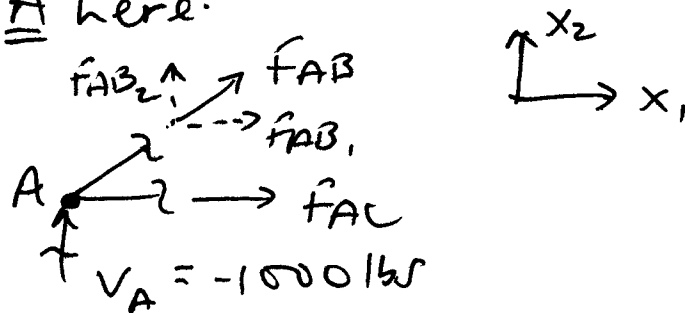 A here.
X₂
FAB₂ FAB
FAB₁
X₁
A
FAC
VA = -1000 lbs